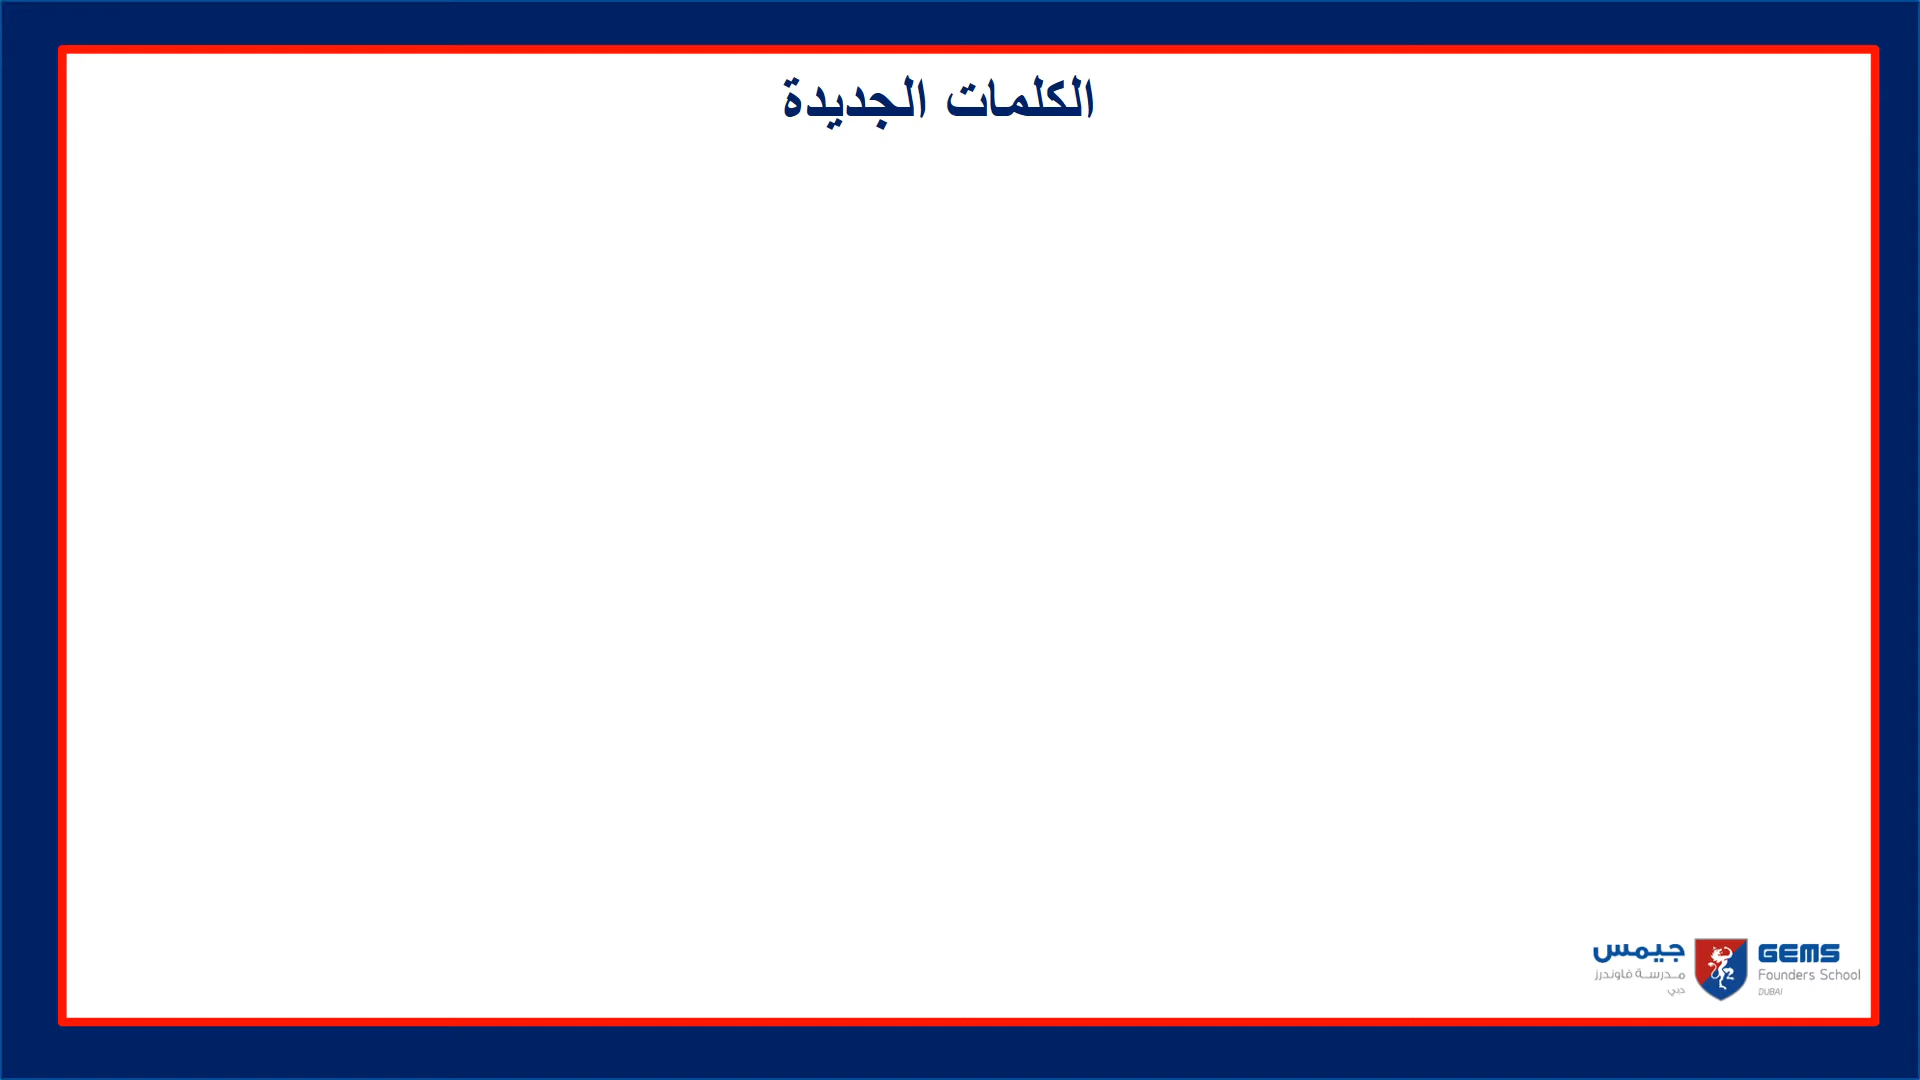 الكلمات الجديدة
جيمس
مدرسة فاوندرز
دبي
GEMS
Founders School
DUBAI